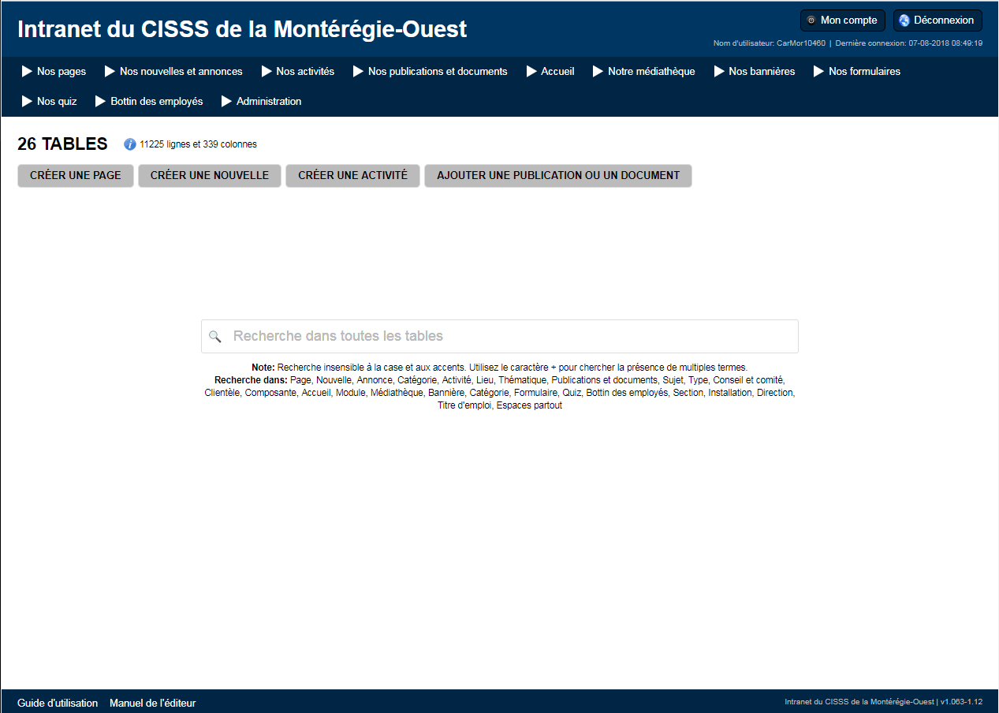 Intranet du CISSS de la Montérégie-Ouest
Mon compte Déconnexion
Nom d'utilisateur: CarMor10460 | Dernière connexion: 07-08-2018 08:49:19
Nos pages Nos nouvelles et annonces Nos activités Nos publications et documents Accueil Notre médiathèque Nos bannières Nos formulaires
Nos quiz Bottin des employés Administration
26 TABLES 11225 lignes et 339 colonnes
CRÉER UNE PAGE CRÉER UNE NOUVELLE CRÉER UNE ACTIVITÉ AJOUTER UNE PUBLICATION OU UN DOCUMENT
Recherche dans toutes les tables
Note: Recherche insensible à la case et aux accents. Utilisez le caractère + pour chercher la présence de multiples termes.
Recherche dans: Page, Nouvelle, Annonce, Catégorie, Activité, Lieu, Thématique, Publications et documents, Sujet, Type, Conseil et comité,
Clientèle, Composante, Accueil, Module, Médiathèque, Bannière, Catégorie, Formulaire, Quiz, Bottin des employés, Section, Installation, Direction,
Titre d'emploi, Espaces partout
Guide d'utilisation Manuel de l'éditeur Intranet du CISSS de la Montérégie-Ouest | v1.063-1.12